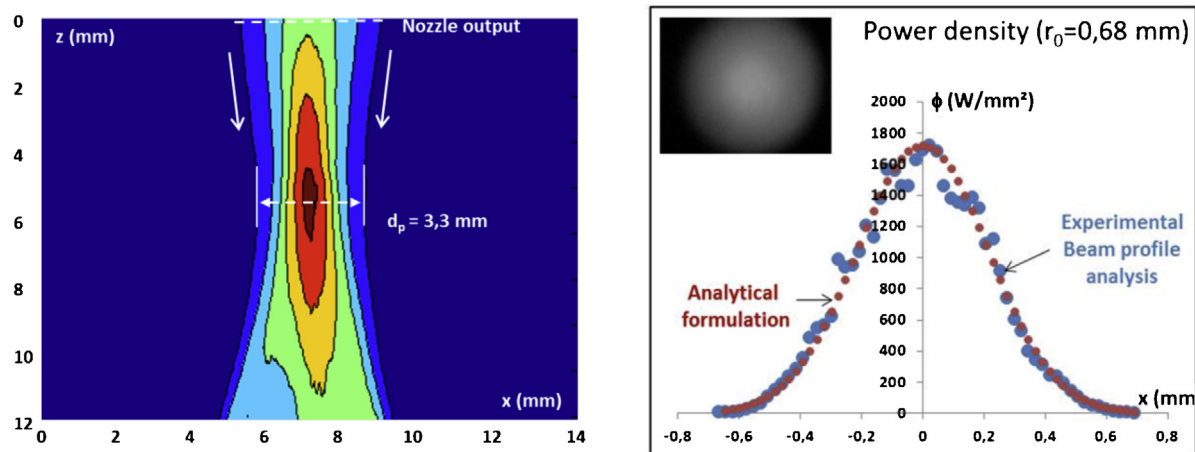 0
2
4
6
8
10
12
z (mm)
Nozzle output
dp = 3,3 mm
x (mm)
0 2 4 6 8 10 12 14
Power density (r0=0,68 mm)
ϕ (W/mm²)
2000
1800
1600
1400
1200
1000
800
600
400
200
0
Experimental
Beam profile
analysis
Analytical
formulation
x (mm
-0,8 -0,6 -0,4 -0,2 0 0,2 0,4 0,6 0,8